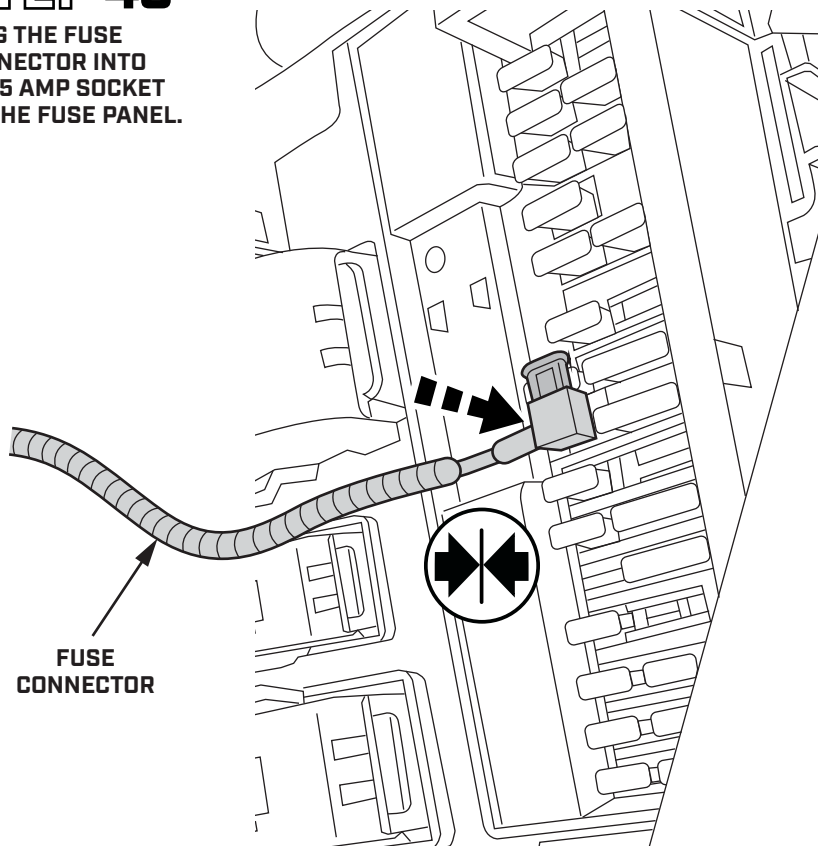 THE FUSE
NECTOR INTO
5 AMP SOCKET
HE FUSE PANEL.
FUSE
CONNECTOR